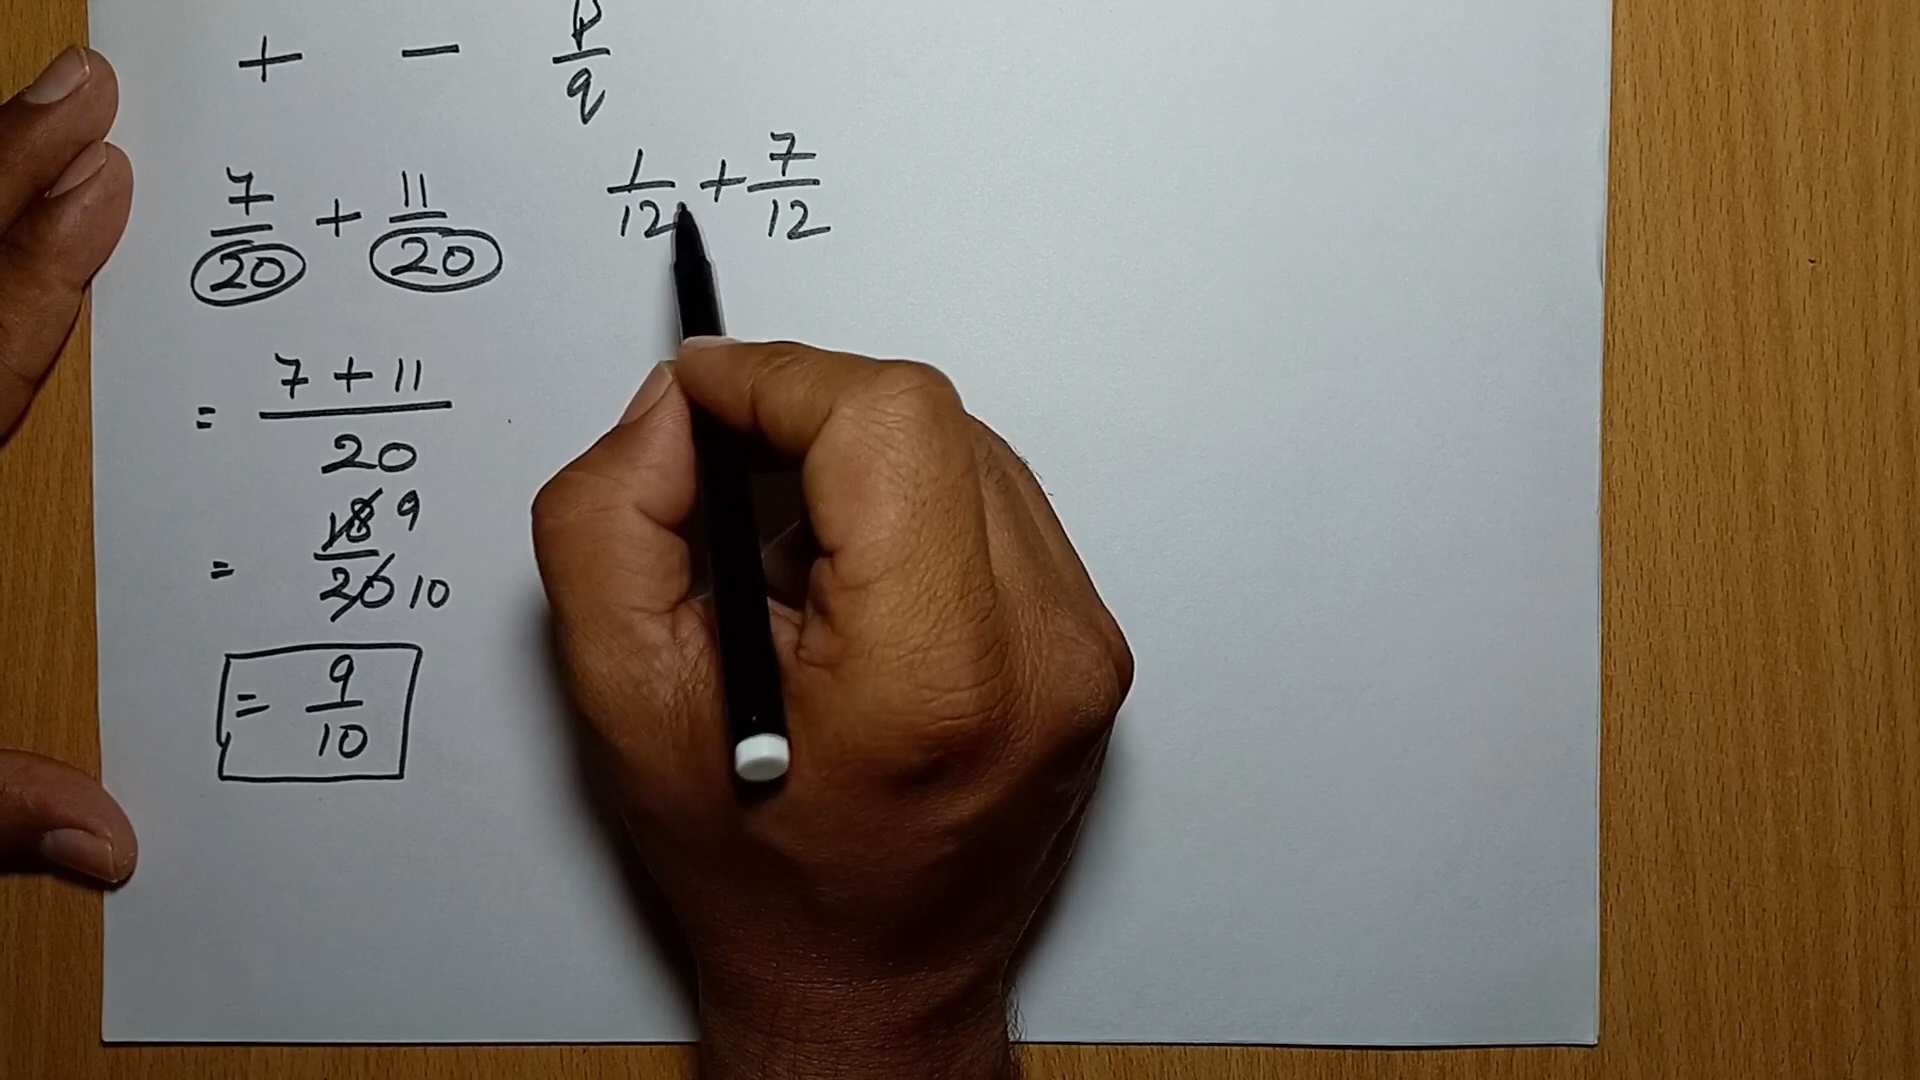 + - p/q
7/20 + 11/20
= 7 + 11/20
= 18/20 9/10
= 9/10
1/12 + 7/12